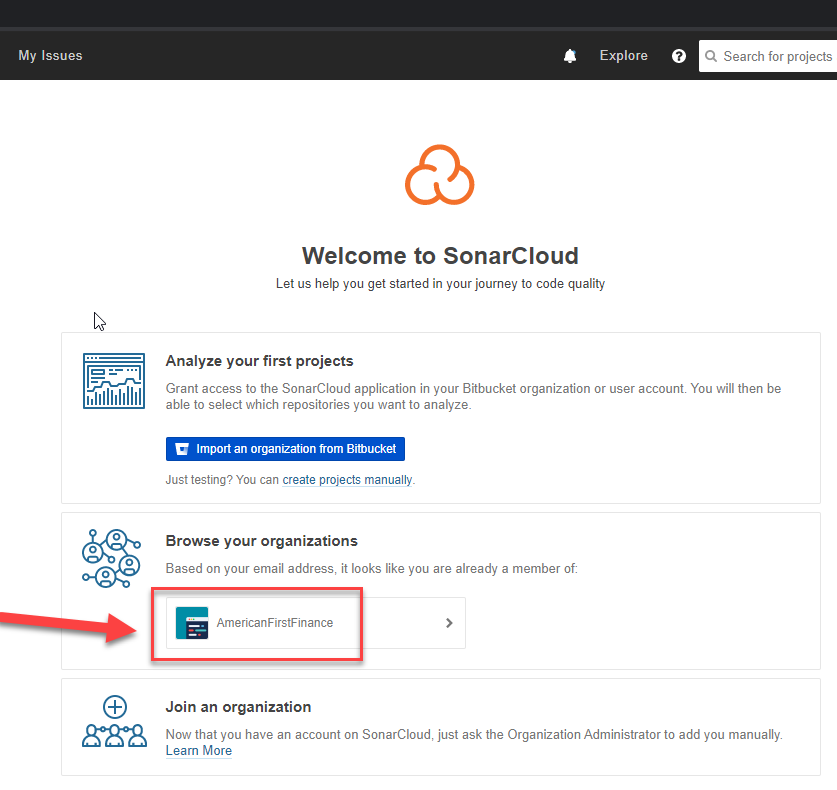 My Issues
Explore
Search for projects
Welcome to SonarCloud
Let us help you get started in your journey to code quality
Analyze your first projects
Grant access to the SonarCloud application in your Bitbucket organization or user account. You will then be
able to select which repositories you want to analyze.
Import an organization from Bitbucket
Just testing? You can create projects manually.
Browse your organizations
Based on your email address, it looks like you are already a member of:
AmericanFirstFinance
Join an organization
Now that you have an account on SonarCloud, just ask the Organization Administrator to add you manually.
Learn More